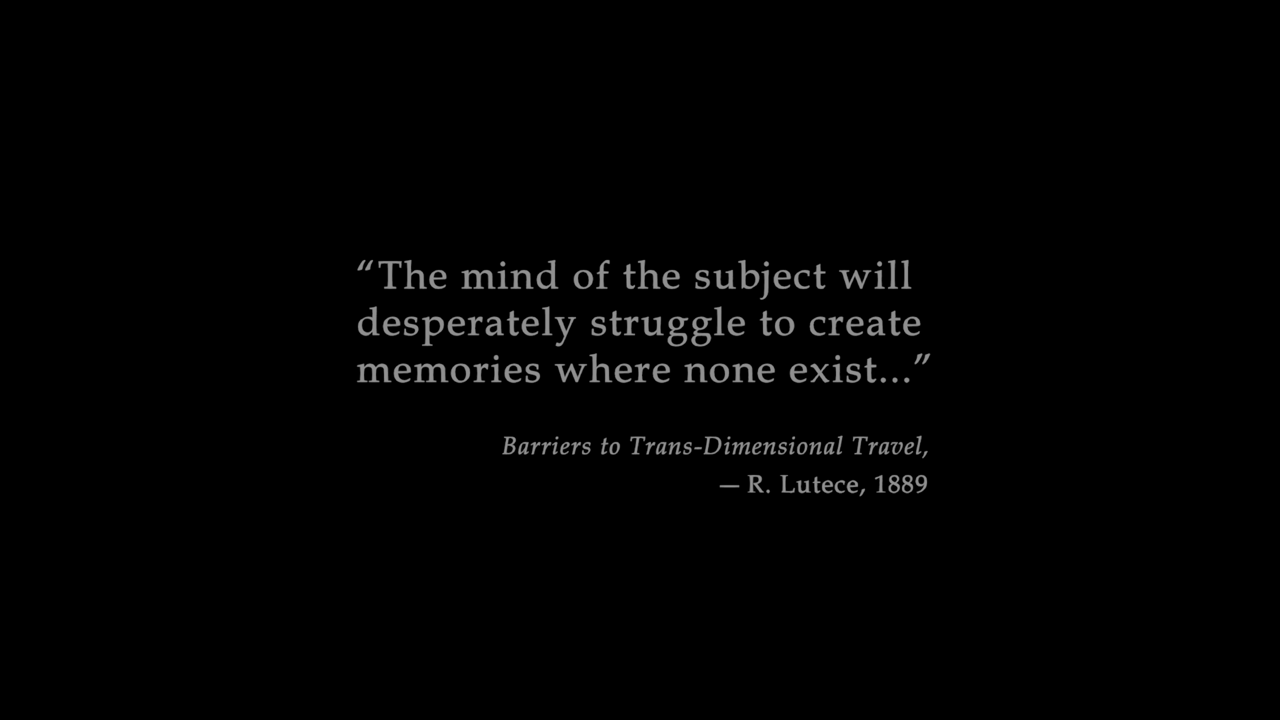 “The mind of the subject will
desperately struggle to create
memories where none exist...”
Barriers to Trans-Dimensional Travel,
— R. Lutece, 1889